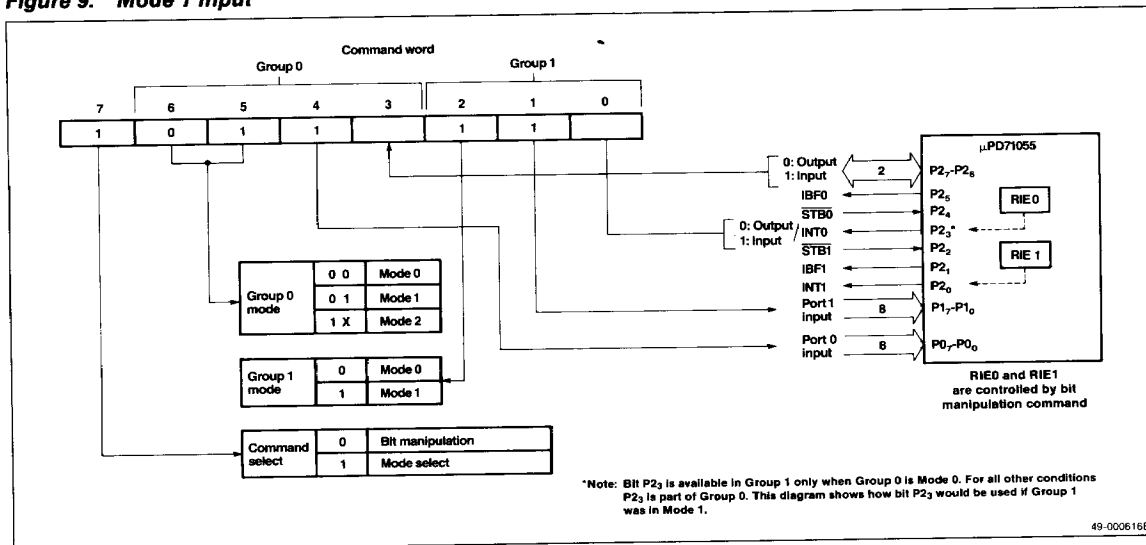 Figure 9. Mode 1 Input
Command word
Group 0
Group 1
7 6 5 4 3 2 1 0
1 0 1 1 1 1
μPD71055
0: Output
1: Input
2
P2₇-P2₆
IBF0
P2₅
RIE0
STB0
P2₄
0: Output
1: Input
/ INT0
P2₃*
STB1
P2₂
RIE 1
IBF1
P2₁
INT1
P2₀
Port 1
input
8
P1₇-P1₀
Port 0
input
8
P0₇-P0₀
RIE0 and RIE1
are controlled by bit
manipulation command
Group 0
mode
0 0 Mode 0
0 1 Mode 1
1 X Mode 2
Group 1
mode
0 Mode 0
1 Mode 1
Command
select
0 Bit manipulation
1 Mode select
*Note: Bit P2₃ is available in Group 1 only when Group 0 is Mode 0. For all other conditions
P2₃ is part of Group 0. This diagram shows how bit P2₃ would be used if Group 1
was in Mode 1.
49-000616B